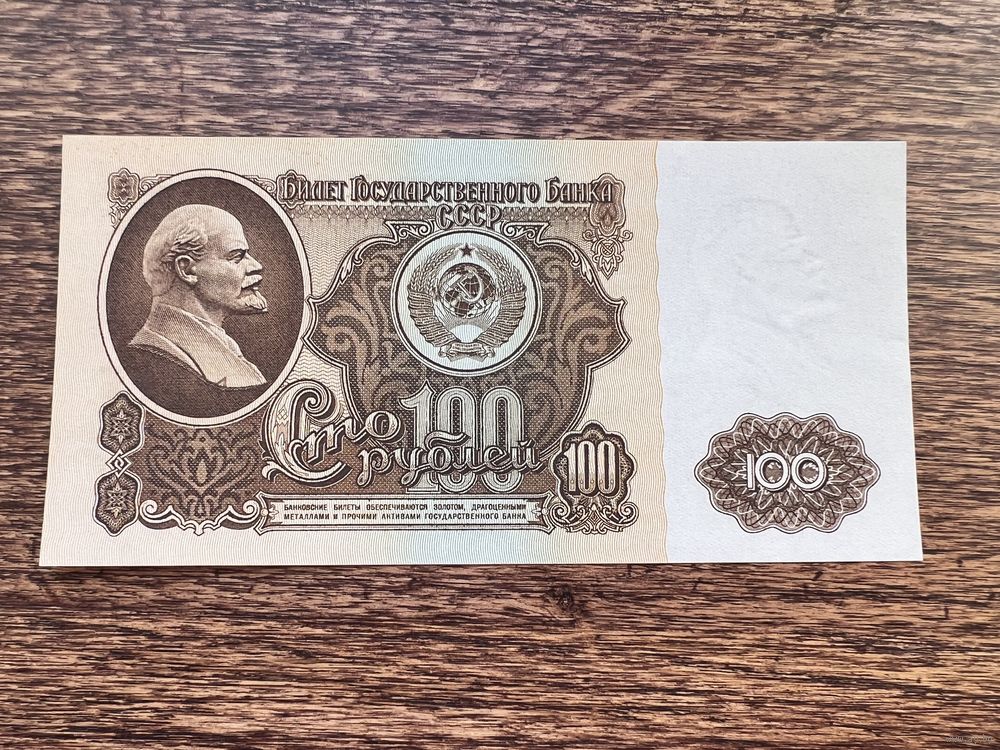 Билет Государственного Банка
СССР
Сто 100
рублей
100
100
БАНКОВСКИЕ БИЛЕТЫ ОБЕСПЕЧИВАЮТСЯ ЗОЛОТОМ, ДРАГОЦЕННЫМИ
МЕТАЛЛАМИ И ПРОЧИМИ АКТИВАМИ ГОСУДАРСТВЕННОГО БАНКА